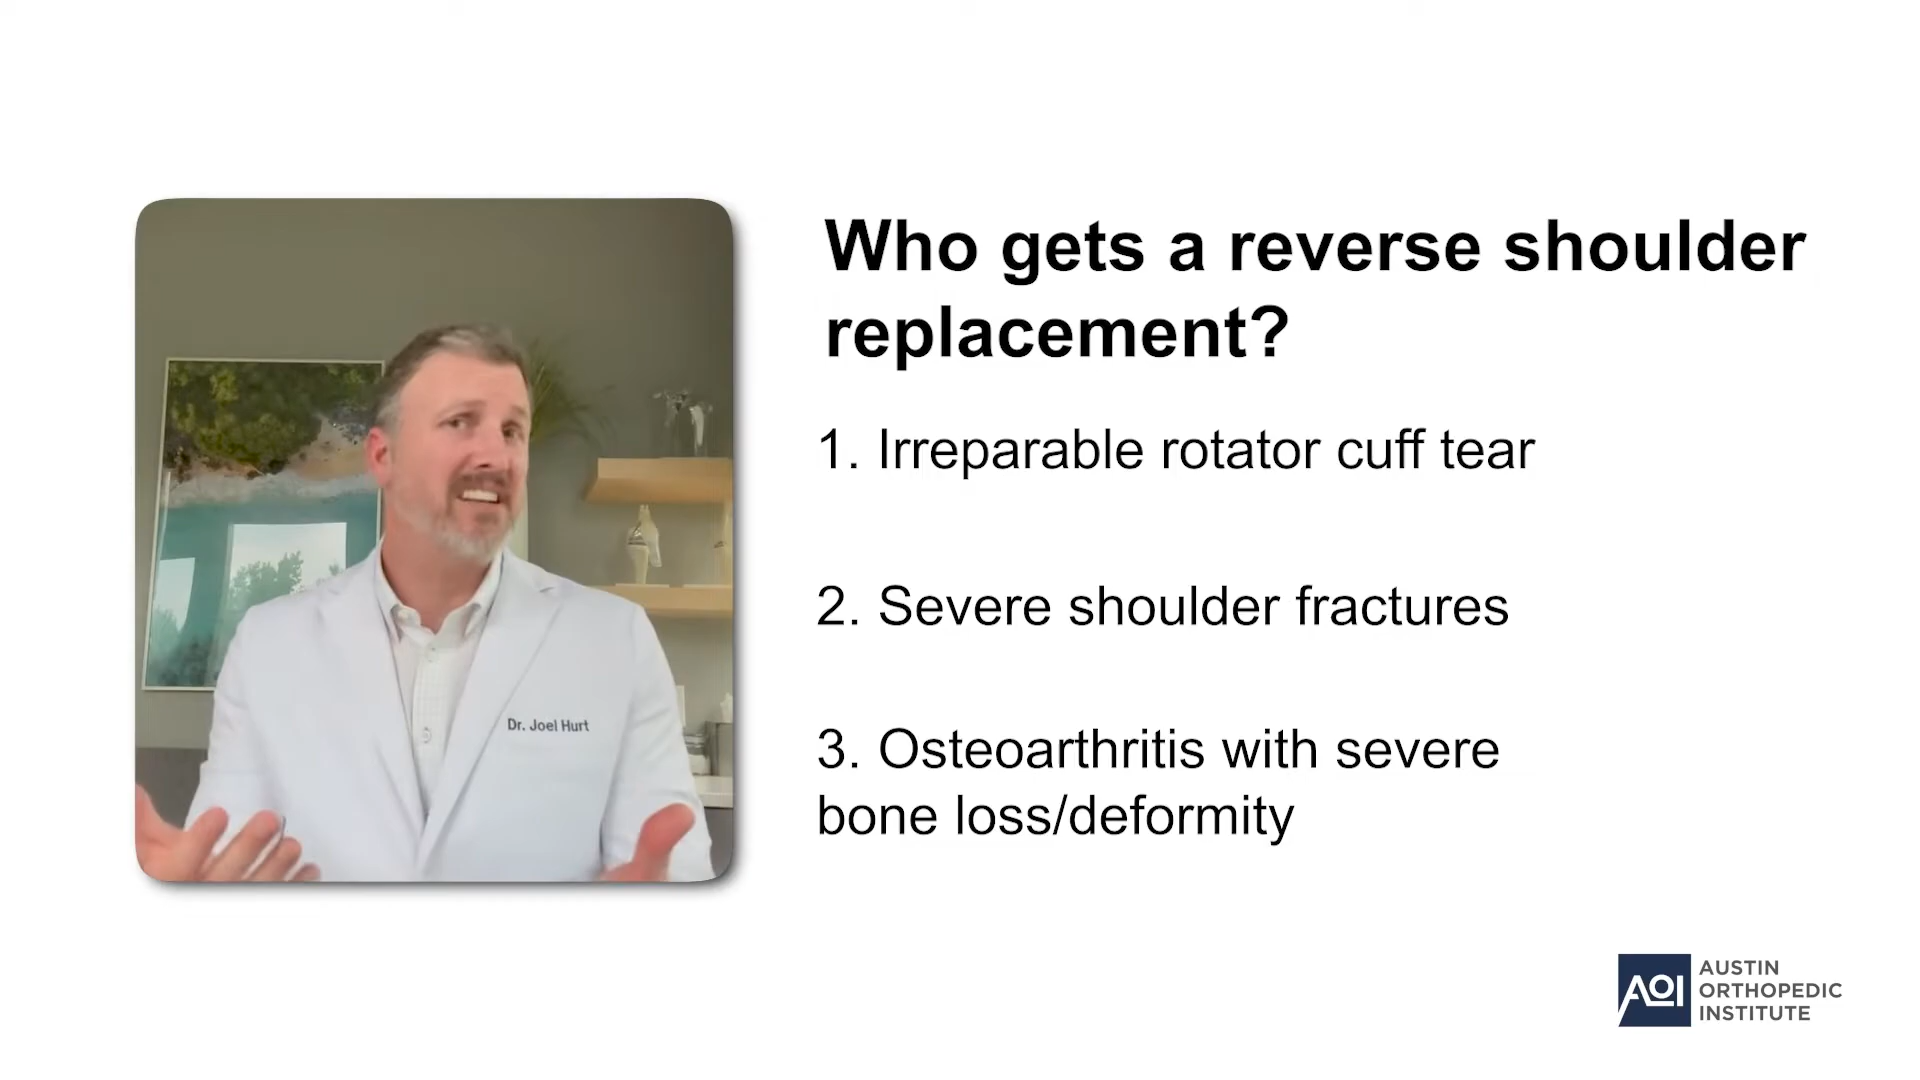 Who gets a reverse shoulder
replacement?
1. Irreparable rotator cuff tear
2. Severe shoulder fractures
3. Osteoarthritis with severe
bone loss/deformity
Dr. Joel Hurt
AOI
AUSTIN
ORTHOPEDIC
INSTITUTE